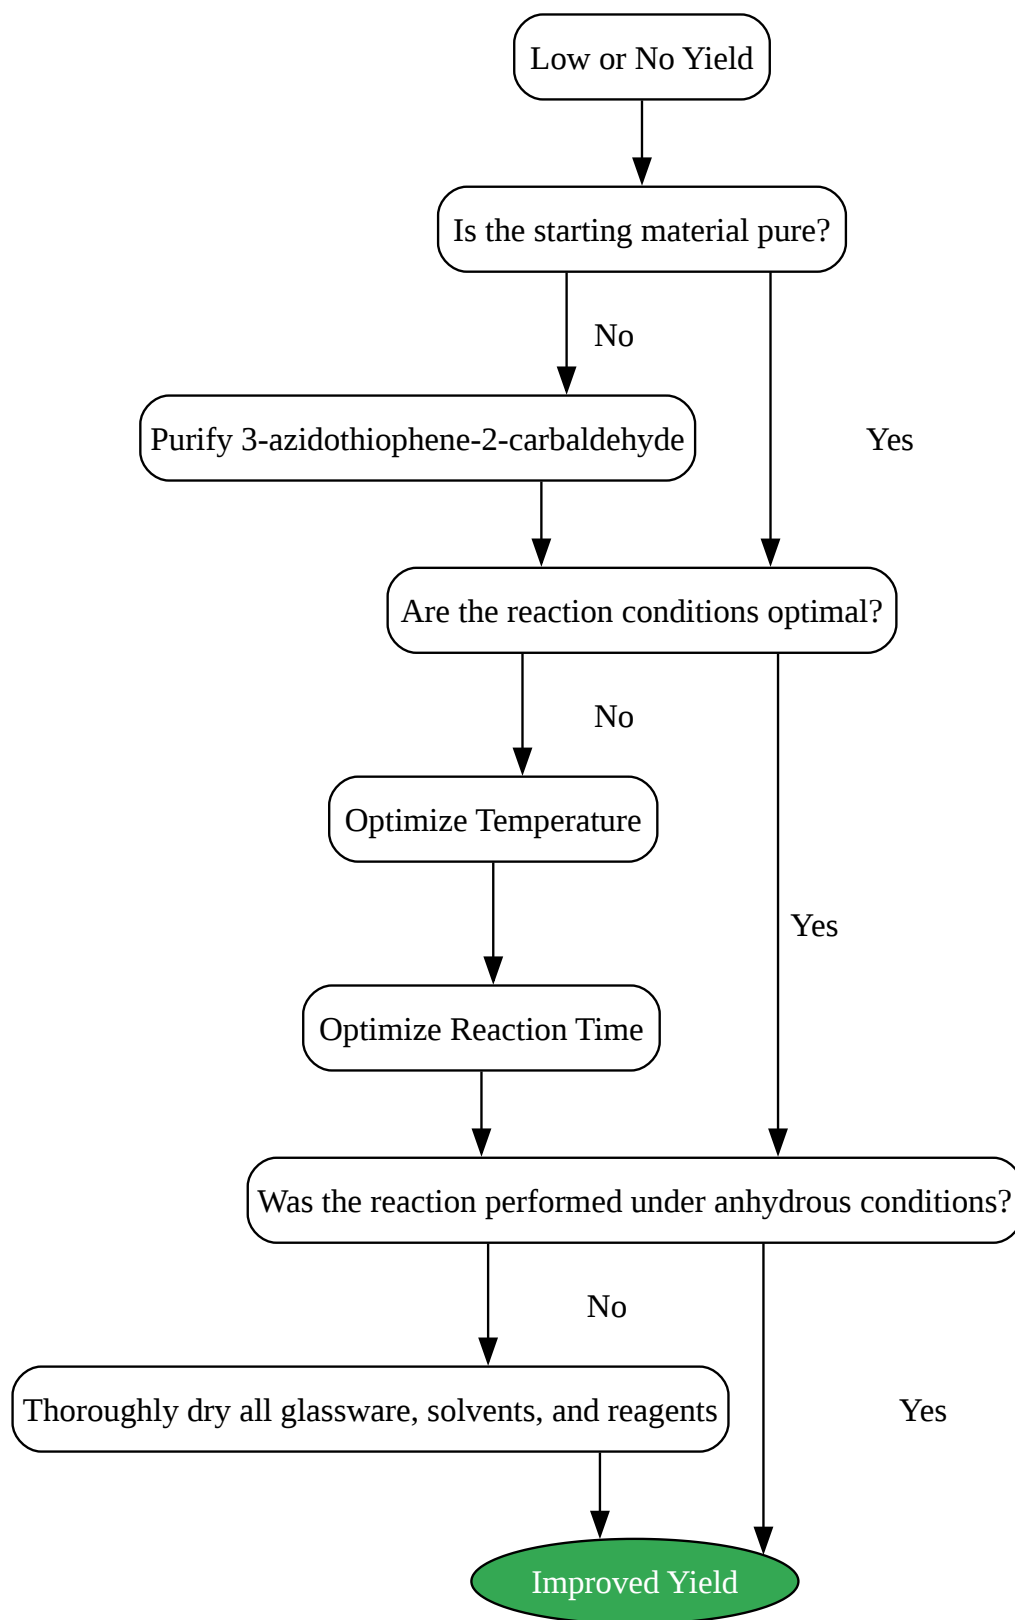 Low or No Yield
Is the starting material pure?
No
Purify 3-azidothiophene-2-carbaldehyde
Yes
Are the reaction conditions optimal?
No
Optimize Temperature
Yes
Optimize Reaction Time
Was the reaction performed under anhydrous conditions?
No
Thoroughly dry all glassware, solvents, and reagents
Yes
Improved Yield